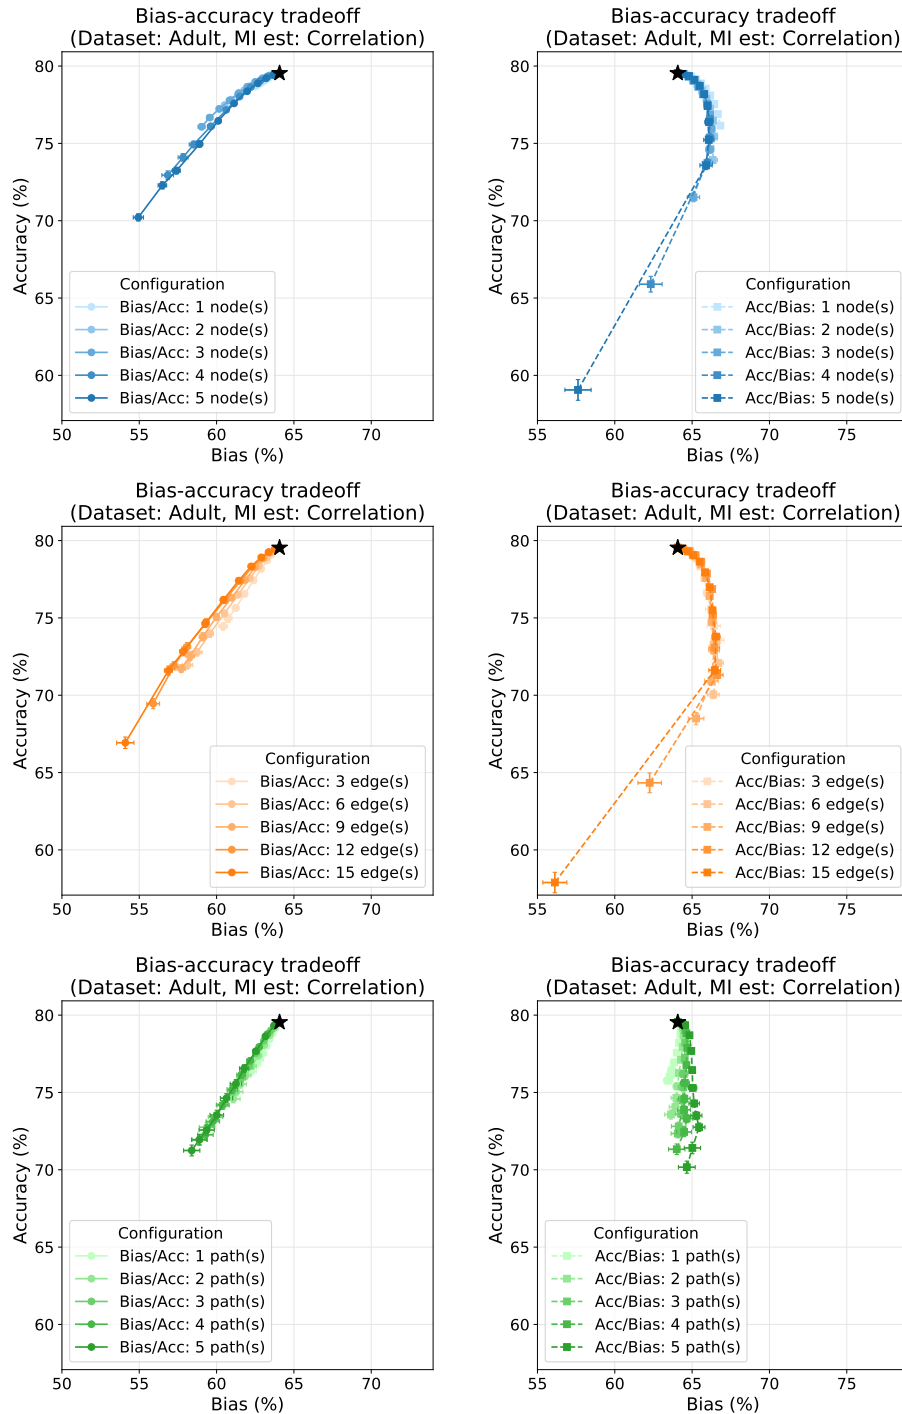 Bias-accuracy tradeoff
(Dataset: Adult, MI est: Correlation)
Accuracy (%)
80
75
70
65
60
Configuration
Bias/Acc: 1 node(s)
Bias/Acc: 2 node(s)
Bias/Acc: 3 node(s)
Bias/Acc: 4 node(s)
Bias/Acc: 5 node(s)
50 55 60 65 70
Bias (%)
Bias-accuracy tradeoff
(Dataset: Adult, MI est: Correlation)
Accuracy (%)
80
75
70
65
60
Configuration
Acc/Bias: 1 node(s)
Acc/Bias: 2 node(s)
Acc/Bias: 3 node(s)
Acc/Bias: 4 node(s)
Acc/Bias: 5 node(s)
55 60 65 70 75
Bias (%)
Bias-accuracy tradeoff
(Dataset: Adult, MI est: Correlation)
Accuracy (%)
80
75
70
65
60
Configuration
Bias/Acc: 3 edge(s)
Bias/Acc: 6 edge(s)
Bias/Acc: 9 edge(s)
Bias/Acc: 12 edge(s)
Bias/Acc: 15 edge(s)
50 55 60 65 70
Bias (%)
Bias-accuracy tradeoff
(Dataset: Adult, MI est: Correlation)
Accuracy (%)
80
75
70
65
60
Configuration
Acc/Bias: 3 edge(s)
Acc/Bias: 6 edge(s)
Acc/Bias: 9 edge(s)
Acc/Bias: 12 edge(s)
Acc/Bias: 15 edge(s)
55 60 65 70 75
Bias (%)
Bias-accuracy tradeoff
(Dataset: Adult, MI est: Correlation)
Accuracy (%)
80
75
70
65
60
Configuration
Bias/Acc: 1 path(s)
Bias/Acc: 2 path(s)
Bias/Acc: 3 path(s)
Bias/Acc: 4 path(s)
Bias/Acc: 5 path(s)
50 55 60 65 70
Bias (%)
Bias-accuracy tradeoff
(Dataset: Adult, MI est: Correlation)
Accuracy (%)
80
75
70
65
60
Configuration
Acc/Bias: 1 path(s)
Acc/Bias: 2 path(s)
Acc/Bias: 3 path(s)
Acc/Bias: 4 path(s)
Acc/Bias: 5 path(s)
55 60 65 70 75
Bias (%)